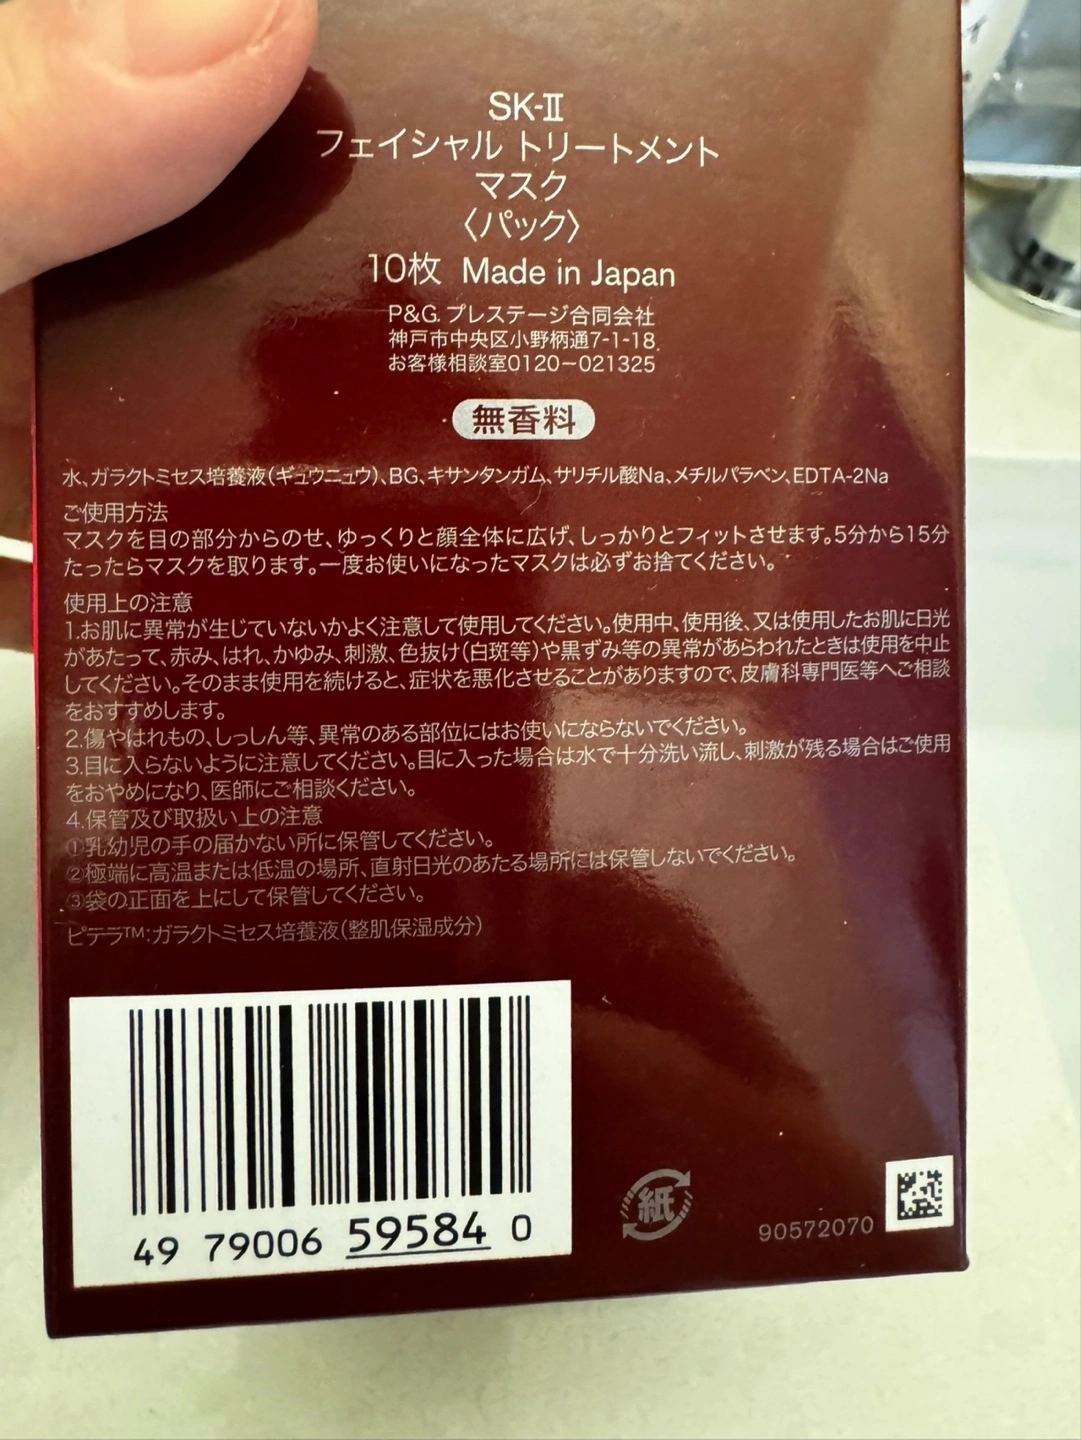 SK-Ⅱ
フェイシャル トリートメント
マスク
〈パック〉
10枚 Made in Japan
P&G プレステージ合同会社
神戸市中央区小野柄通7-1-18
お客様相談室0120−021325
無香料
水、ガラクトミセス培養液(ギュウニュウ)、BG、キサンタンガム、サリチル酸Na、メチルパラベン、EDTA-2Na
ご使用方法
マスクを目の部分からのせ、ゆっくりと顔全体に広げ、しっかりとフィットさせます。5分から15分
たったらマスクを取ります。一度お使いになったマスクは必ずお捨てください。
使用上の注意
1.お肌に異常が生じていないかよく注意して使用してください。使用中、使用後、又は使用したお肌に日光
があたって、赤み、はれ、かゆみ、刺激、色抜け(白斑等)や黒ずみ等の異常があらわれたときは使用を中止
してください。そのまま使用を続けると、症状を悪化させることがありますので、皮膚科専門医等へご相談
をおすすめします。
2.傷やはれもの、しっしん等、異常のある部位にはお使いにならないでください。
3.目に入らないように注意してください。目に入った場合は水で十分洗い流し、刺激が残る場合はご使用
をおやめになり、医師にご相談ください。
4.保管及び取扱い上の注意
①乳幼児の手の届かない所に保管してください。
②極端に高温または低温の場所、直射日光のあたる場所には保管しないでください。
③袋の正面を上にして保管してください。
ピテラ™:ガラクトミセス培養液(整肌保湿成分)
49 79006 59584 0
紙
90572070